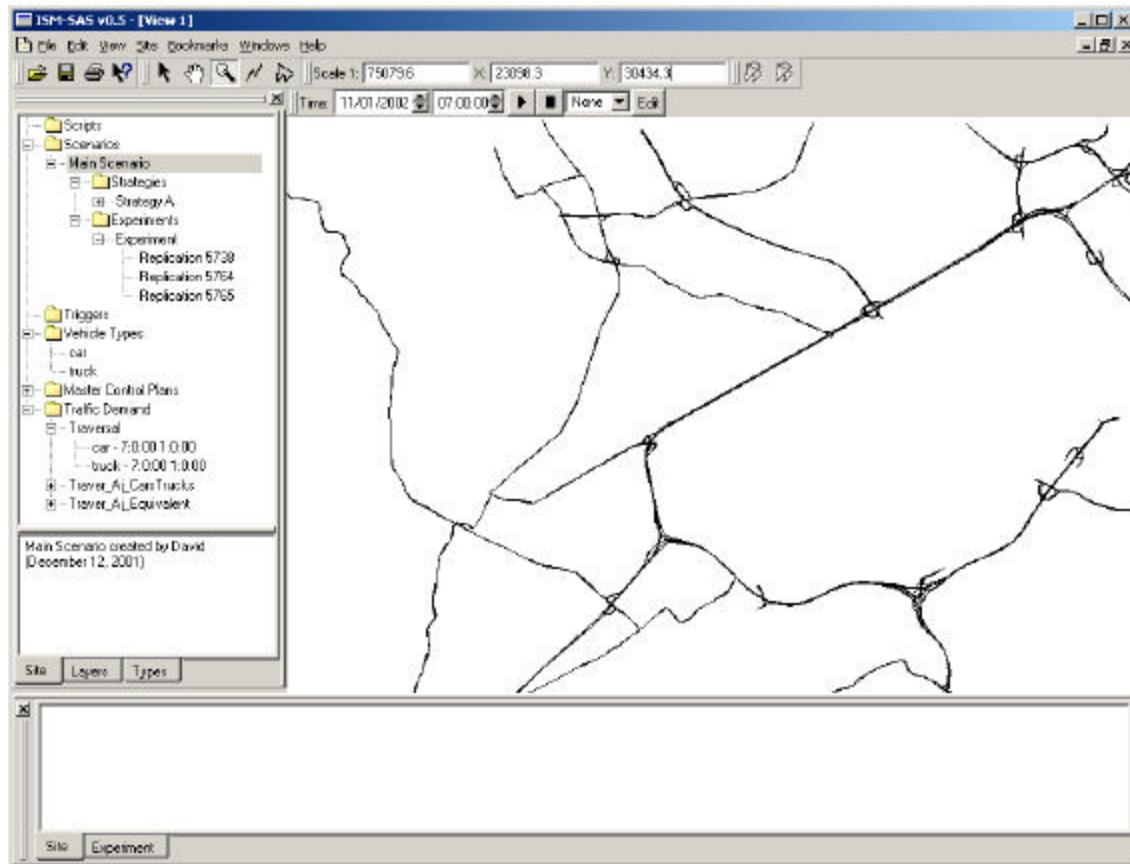 ISM-SAS v0.5 - [View 1]
File Edit View Site Bookmarks Windows Help
Scale 1: 75079.6 X: 23098.3 Y: 30434.3
Time: 11/01/2002 07:00:00 None Edit
Scripts
Scenarios
Main Scenario
Strategies
Strategy A
Experiments
Experiment
Replication 5738
Replication 5764
Replication 5765
Triggers
Vehicle Types
car
truck
Master Control Plans
Traffic Demand
Traversal
car - 7:0:00 1:0:00
truck - 7:0:00 1:0:00
Traver_Aj_CarsTrucks
Traver_Aj_Equivalent
Main Scenario created by David
(December 12, 2001)
Site Layers Types
Site Experiment